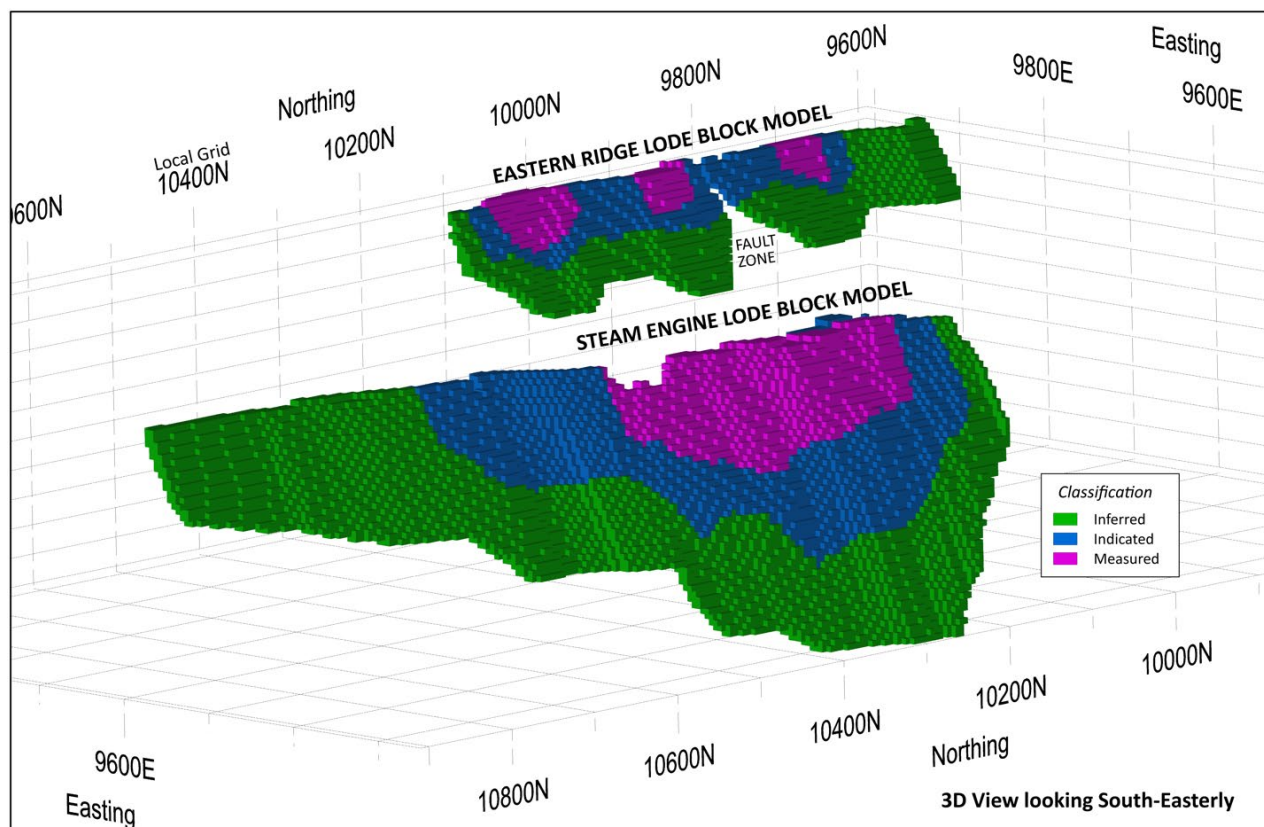 9600N
Easting
9800N
9800E
9600E
10000N
Northing
10200N
Local Grid
10400N
0600N
EASTERN RIDGE LODE BLOCK MODEL
FAULT
ZONE
STEAM ENGINE LODE BLOCK MODEL
Classification
Inferred
Indicated
Measured
10000N
10200N
10400N
Northing
10600N
10800N
9600E
Easting
3D View looking South-Easterly